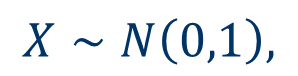 X ~ N(0,1),